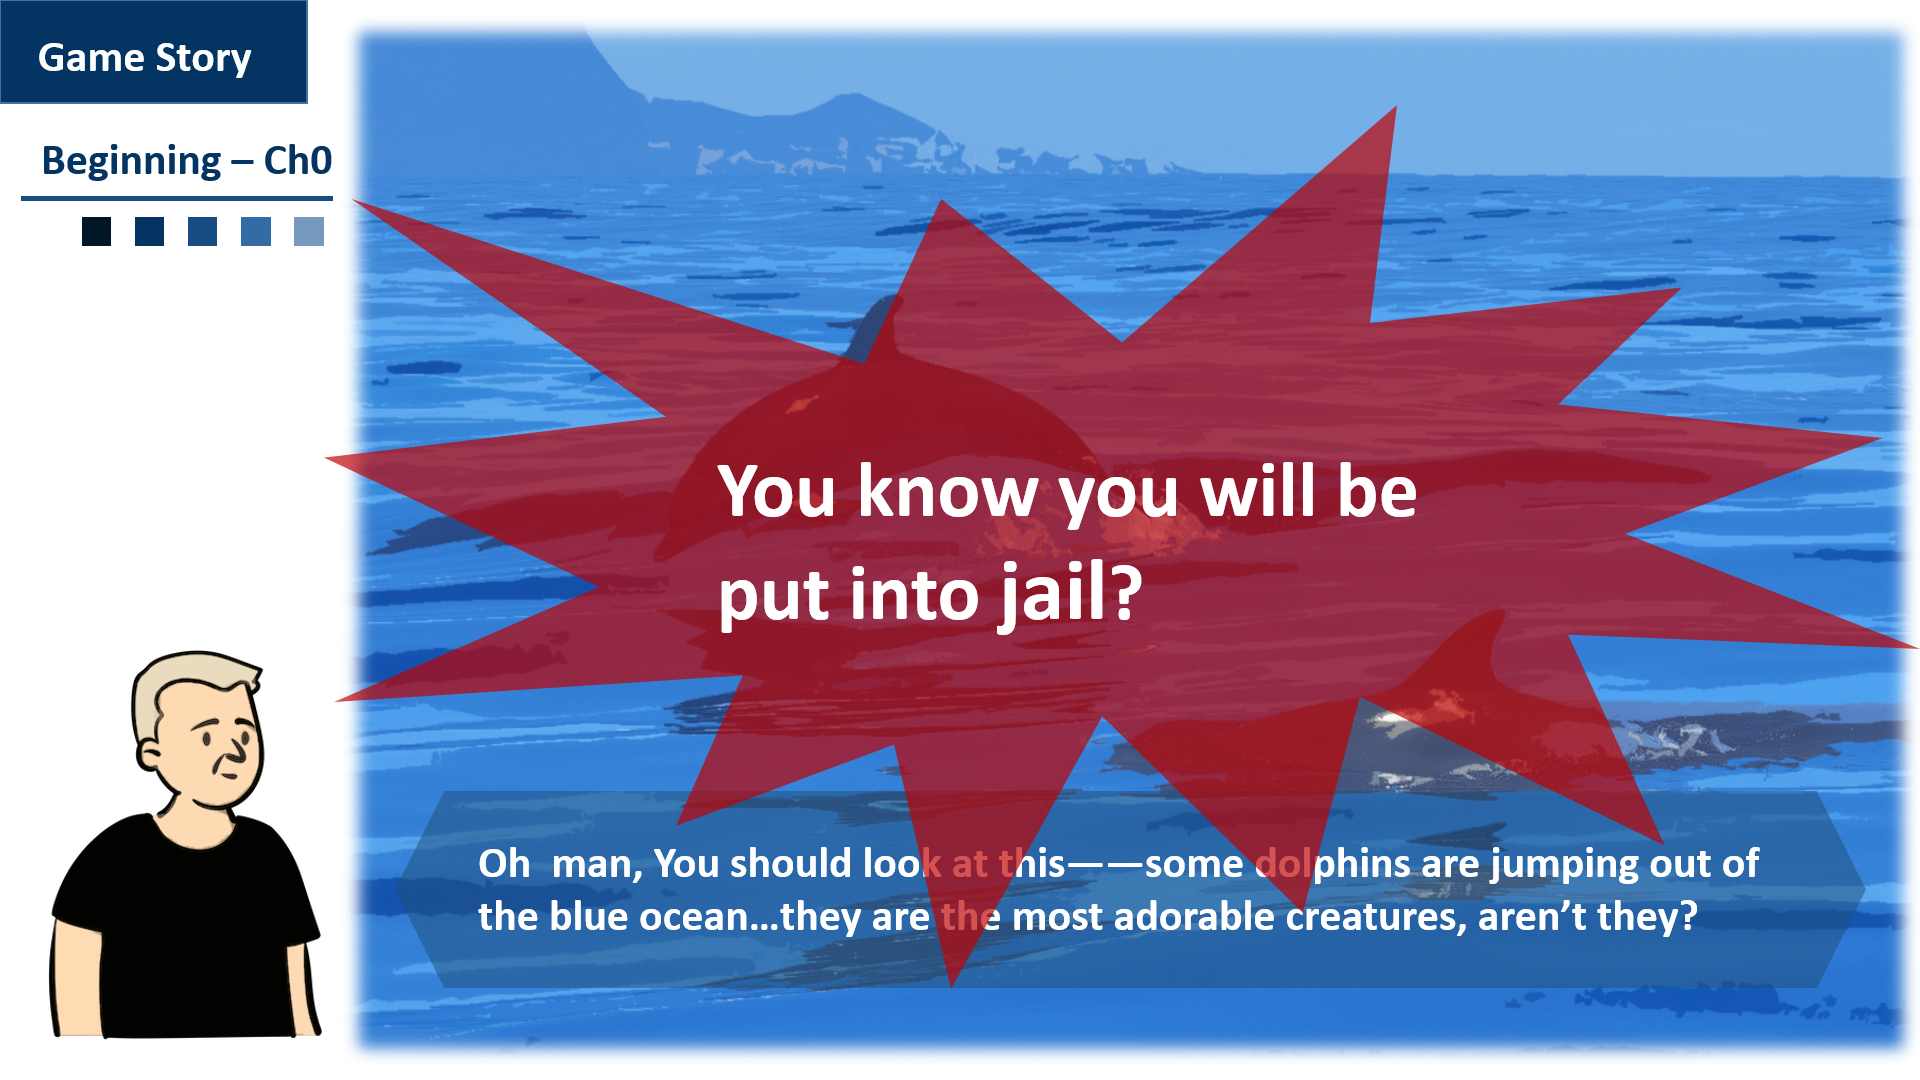 Game Story
Beginning – Ch0
You know you will be
put into jail?
Oh  man, You should look at this——some dolphins are jumping out of
the blue ocean...they are the most adorable creatures, aren’t they?